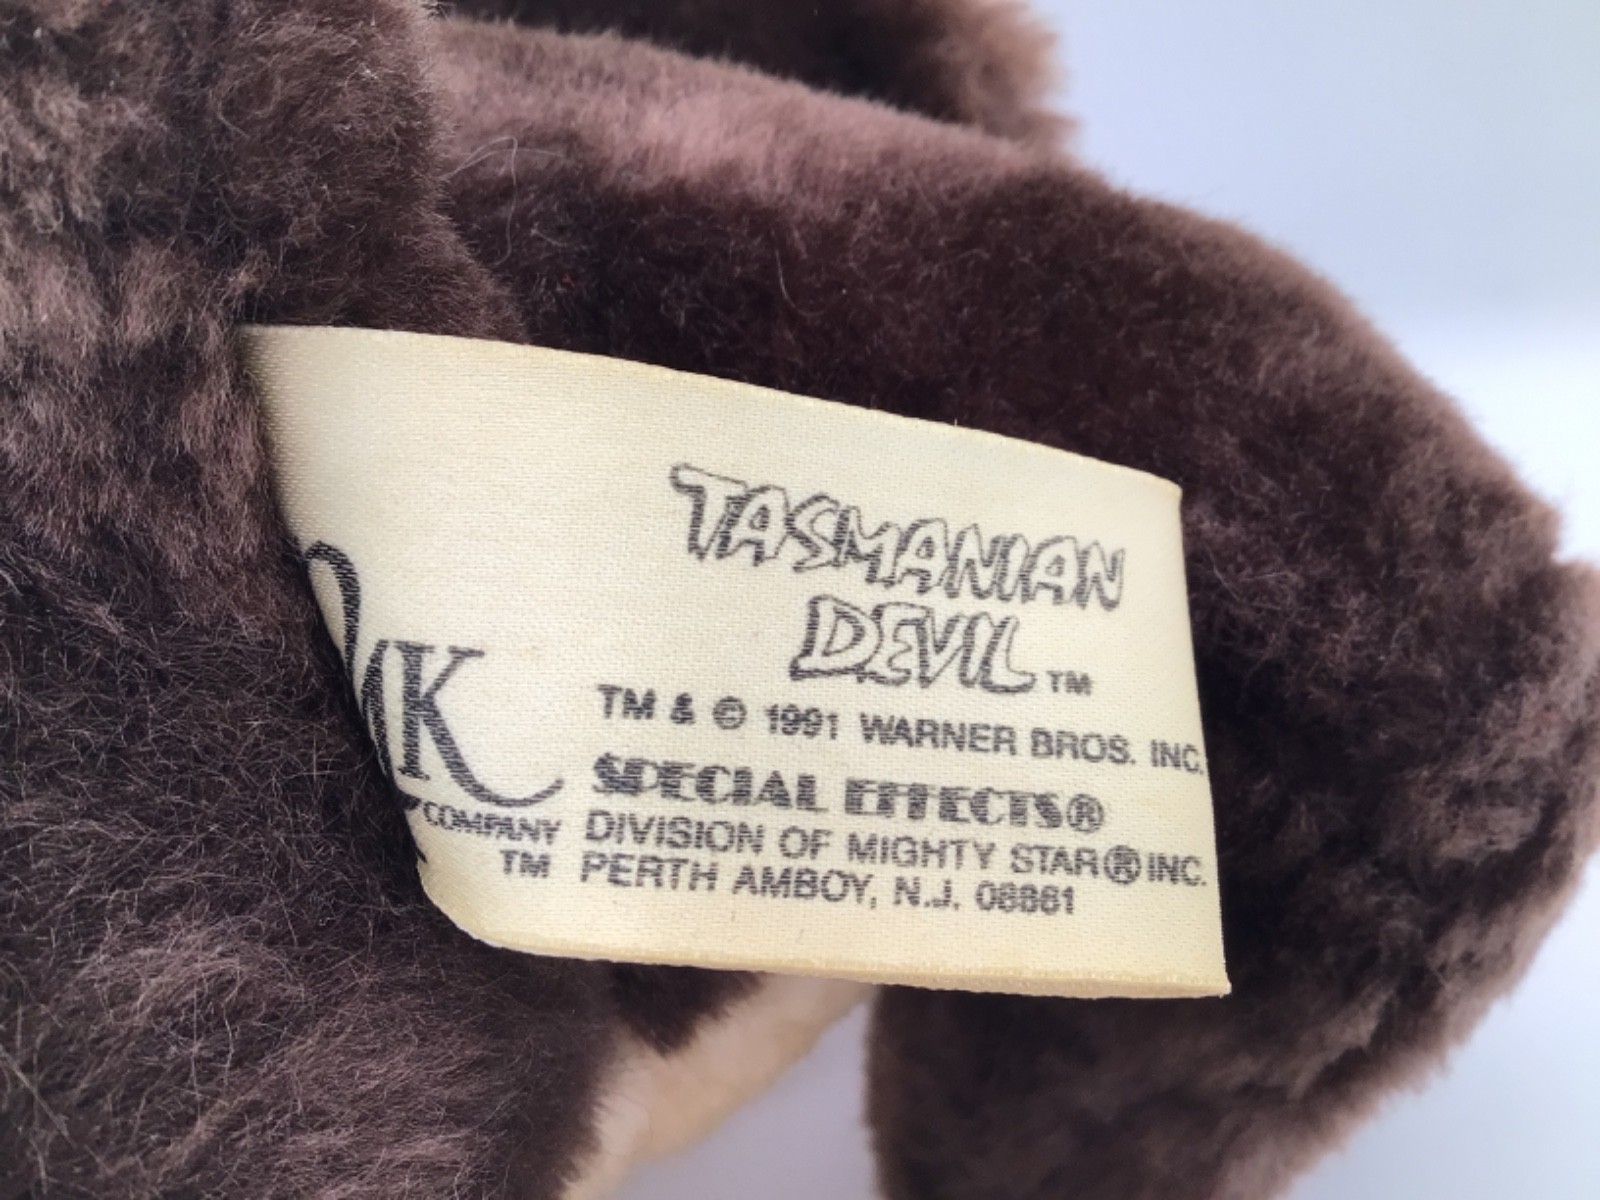 TASMANIAN
DEVIL TM
TM & © 1991 WARNER BROS. INC.
SPECIAL EFFECTS®
DIVISION OF MIGHTY STAR® INC.
PERTH AMBOY, N.J. 08861
COMPANY
TM